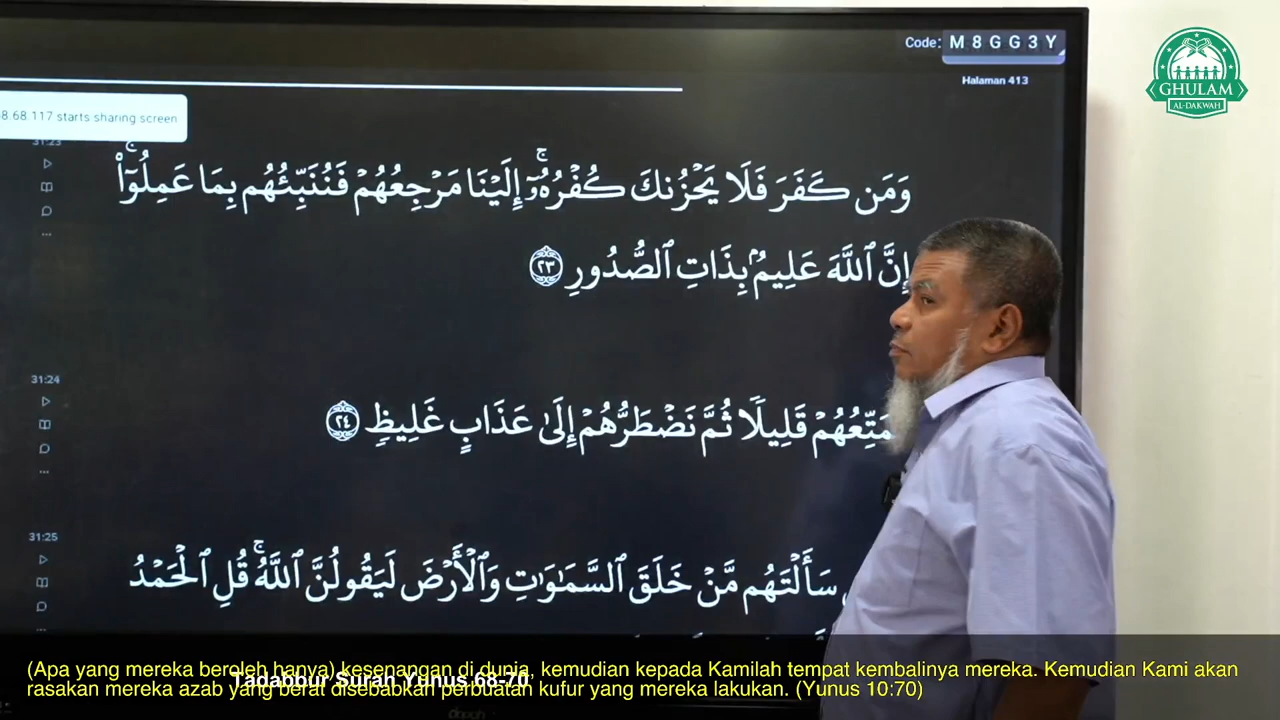 Code: M 8 G G 3 Y
Halaman 413
GHULAM
AL-DAKWAH
8.68.117 starts sharing screen
31:23
وَمَن كَفَرَ فَلَا يَحْزُنكَ كُفْرُهُۥٓ ۚ إِلَيْنَا مَرْجِعُهُمْ فَنُنَبِّئُهُم بِمَا عَمِلُوٓا۟ ۚ
إِنَّ ٱللَّهَ عَلِيمٌۢ بِذَاتِ ٱلصُّدُورِ ٢٣
31:24
مَتِّعُهُمْ قَلِيلًا ثُمَّ نَضْطَرُّهُمْ إِلَىٰ عَذَابٍ غَلِيظٍ ٢٤
31:25
سَأَلْتَهُم مَّنْ خَلَقَ ٱلسَّمَـٰوَٰتِ وَٱلْأَرْضَ لَيَقُولُنَّ ٱللَّهُ ۚ قُلِ ٱلْحَمْدُ
(Apa yang mereka beroleh hanya) kesenangan di dunia, kemudian kepada Kamilah tempat kembalinya mereka. Kemudian Kami akan
rasakan mereka azab yang berat disebabkan perbuatan kufur yang mereka lakukan. (Yunus 10:70)
Tadabbur Surah Yunus 68-70